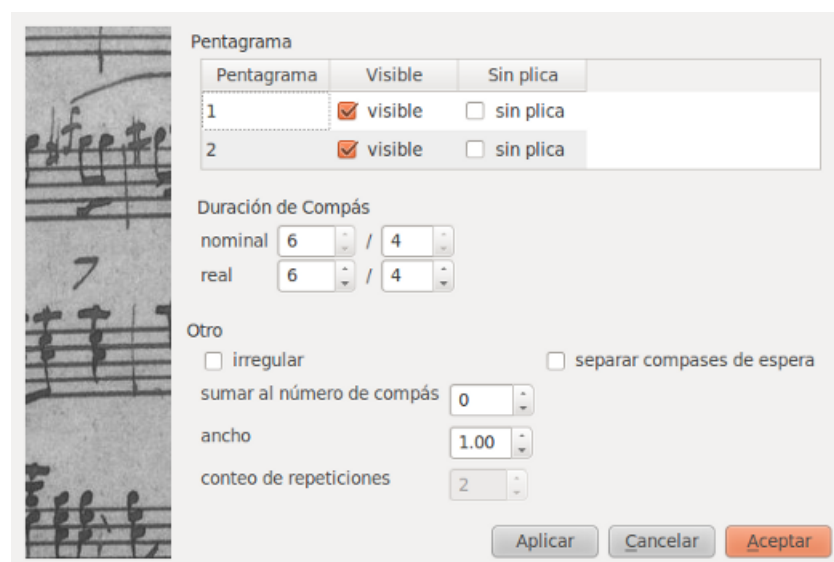 Pentagrama
Pentagrama Visible Sin plica
1 visible sin plica
2 visible sin plica
Duración de Compás
nominal 6 / 4
real 6 / 4
7
Otro
irregular separar compases de espera
sumar al número de compás 0
ancho 1.00
conteo de repeticiones 2
Aplicar Cancelar Aceptar